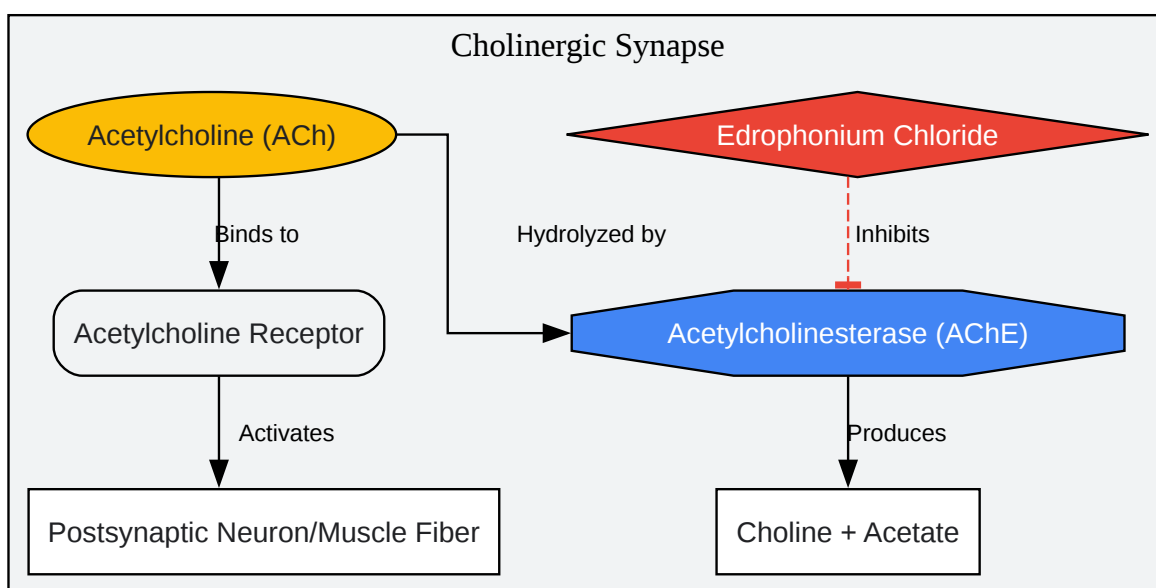 Cholinergic Synapse
Acetylcholine (ACh)
Edrophonium Chloride
Binds to
Hydrolyzed by
Inhibits
Acetylcholine Receptor
Acetylcholinesterase (AChE)
Activates
Produces
Postsynaptic Neuron/Muscle Fiber
Choline + Acetate